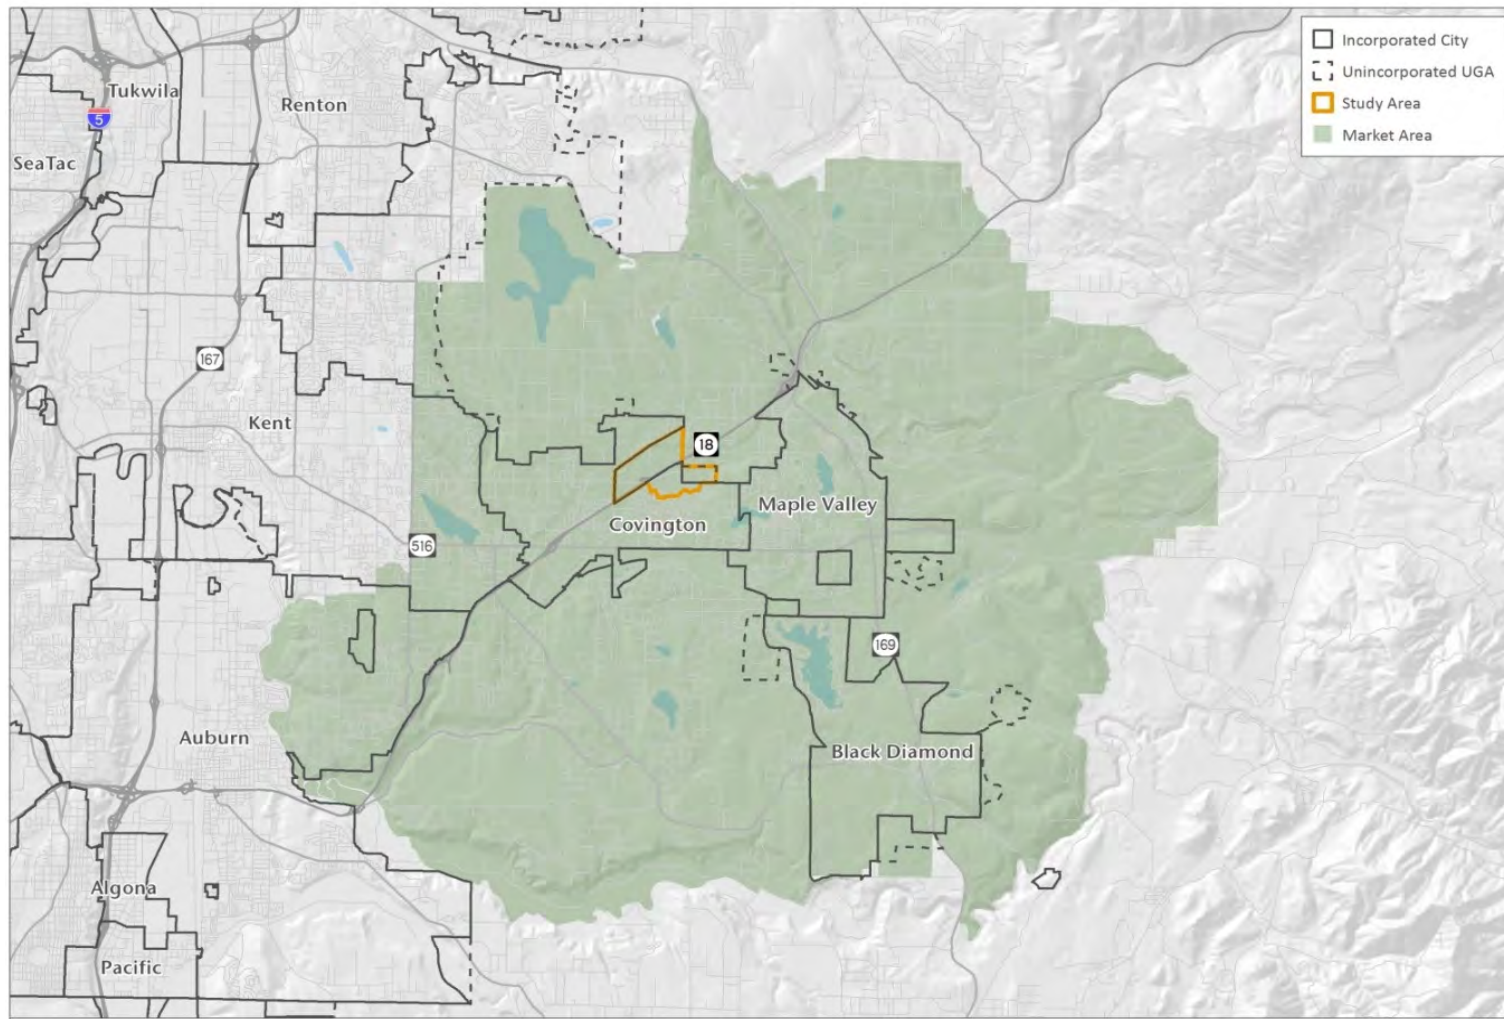 Incorporated City
Unincorporated UGA
Study Area
Market Area
Tukwila
Renton
5
SeaTac
167
Kent
18
Maple Valley
Covington
516
169
Auburn
Black Diamond
Algona
Pacific